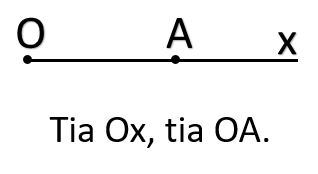 O A x
Tia Ox, tia OA.